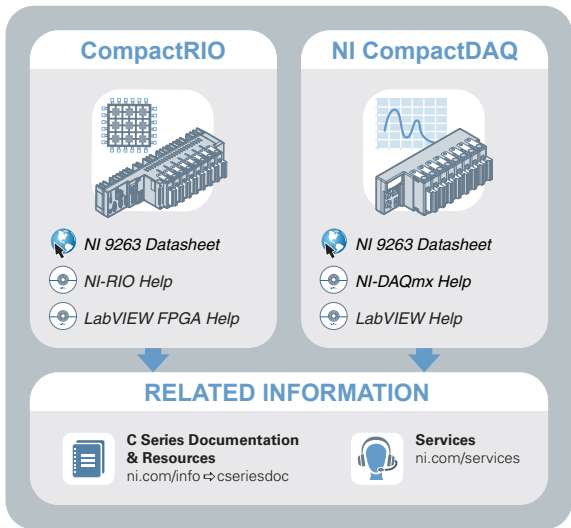 CompactRIO
NI 9263 Datasheet
NI-RIO Help
LabVIEW FPGA Help
NI CompactDAQ
NI 9263 Datasheet
NI-DAQmx Help
LabVIEW Help
RELATED INFORMATION
C Series Documentation
& Resources
ni.com/info ⇨ cseriesdoc
Services
ni.com/services